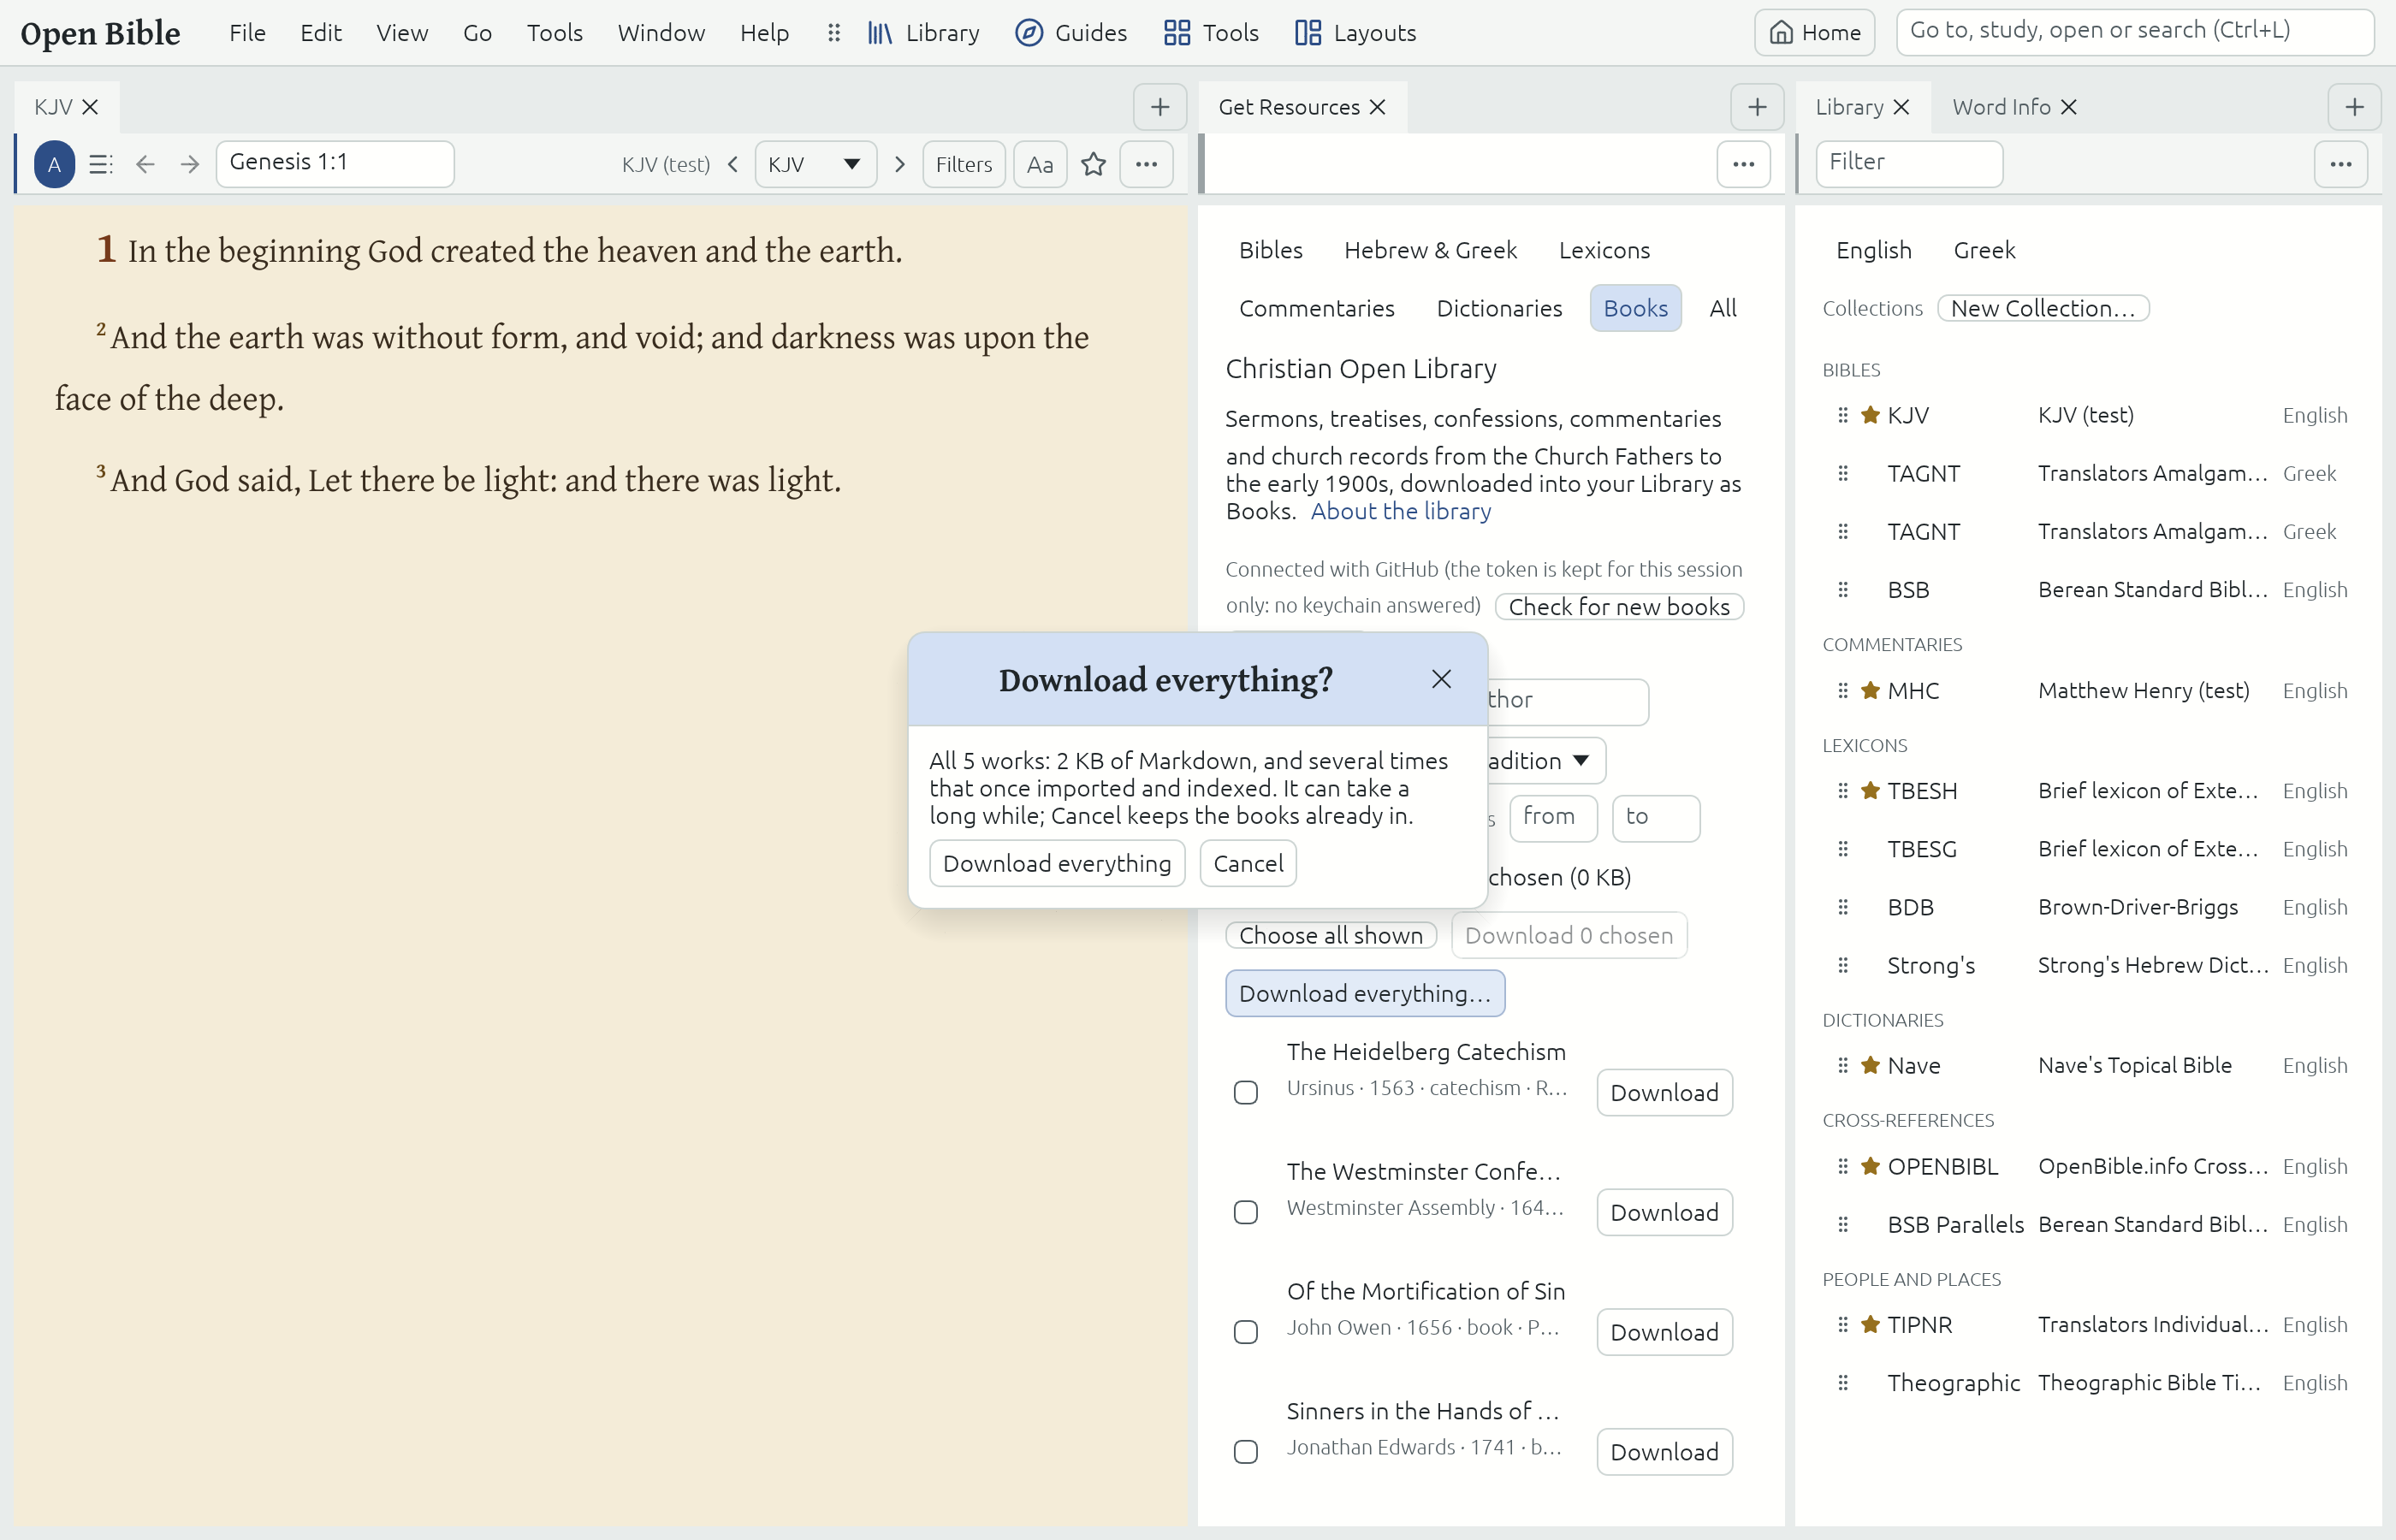 Open Bible File Edit View Go Tools Window Help Library Guides Tools Layouts Home Go to, study, open or search (Ctrl+L)
KJV
A Genesis 1:1 KJV (test) KJV Filters Aa
1 In the beginning God created the heaven and the earth.
2 And the earth was without form, and void; and darkness was upon the
face of the deep.
3 And God said, Let there be light: and there was light.
Get Resources
Bibles Hebrew & Greek Lexicons
Commentaries Dictionaries Books All
Christian Open Library
Sermons, treatises, confessions, commentaries
and church records from the Church Fathers to
the early 1900s, downloaded into your Library as
Books. About the library
Connected with GitHub (the token is kept for this session
only: no keychain answered) Check for new books
Download everything?
All 5 works: 2 KB of Markdown, and several times
that once imported and indexed. It can take a
long while; Cancel keeps the books already in.
Download everything Cancel
from to
chosen (0 KB)
Choose all shown Download 0 chosen
Download everything…
The Heidelberg Catechism
Ursinus · 1563 · catechism · R…
Download
The Westminster Confe…
Westminster Assembly · 164…
Download
Of the Mortification of Sin
John Owen · 1656 · book · P…
Download
Sinners in the Hands of …
Jonathan Edwards · 1741 · b…
Download
Library Word Info
Filter
English Greek
Collections New Collection…
BIBLES
KJV KJV (test) English
TAGNT Translators Amalgam… Greek
TAGNT Translators Amalgam… Greek
BSB Berean Standard Bibl… English
COMMENTARIES
MHC Matthew Henry (test) English
LEXICONS
TBESH Brief lexicon of Exte… English
TBESG Brief lexicon of Exte… English
BDB Brown-Driver-Briggs English
Strong's Strong's Hebrew Dict… English
DICTIONARIES
Nave Nave's Topical Bible English
CROSS-REFERENCES
OPENBIBL OpenBible.info Cross… English
BSB Parallels Berean Standard Bibl… English
PEOPLE AND PLACES
TIPNR Translators Individual… English
Theographic Theographic Bible Ti… English